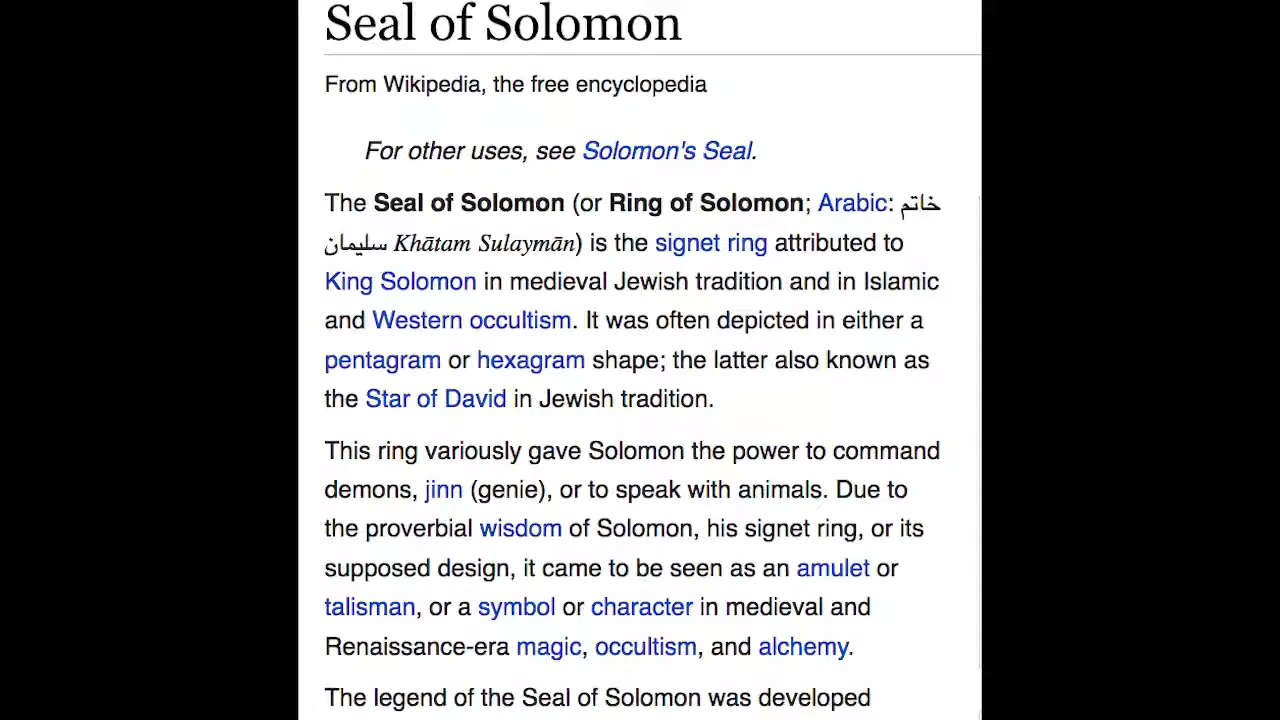 Seal of Solomon
From Wikipedia, the free encyclopedia
For other uses, see Solomon's Seal.
The Seal of Solomon (or Ring of Solomon; Arabic: خاتم
سليمان Khātam Sulaymān) is the signet ring attributed to
King Solomon in medieval Jewish tradition and in Islamic
and Western occultism. It was often depicted in either a
pentagram or hexagram shape; the latter also known as
the Star of David in Jewish tradition.
This ring variously gave Solomon the power to command
demons, jinn (genie), or to speak with animals. Due to
the proverbial wisdom of Solomon, his signet ring, or its
supposed design, it came to be seen as an amulet or
talisman, or a symbol or character in medieval and
Renaissance-era magic, occultism, and alchemy.
The legend of the Seal of Solomon was developed